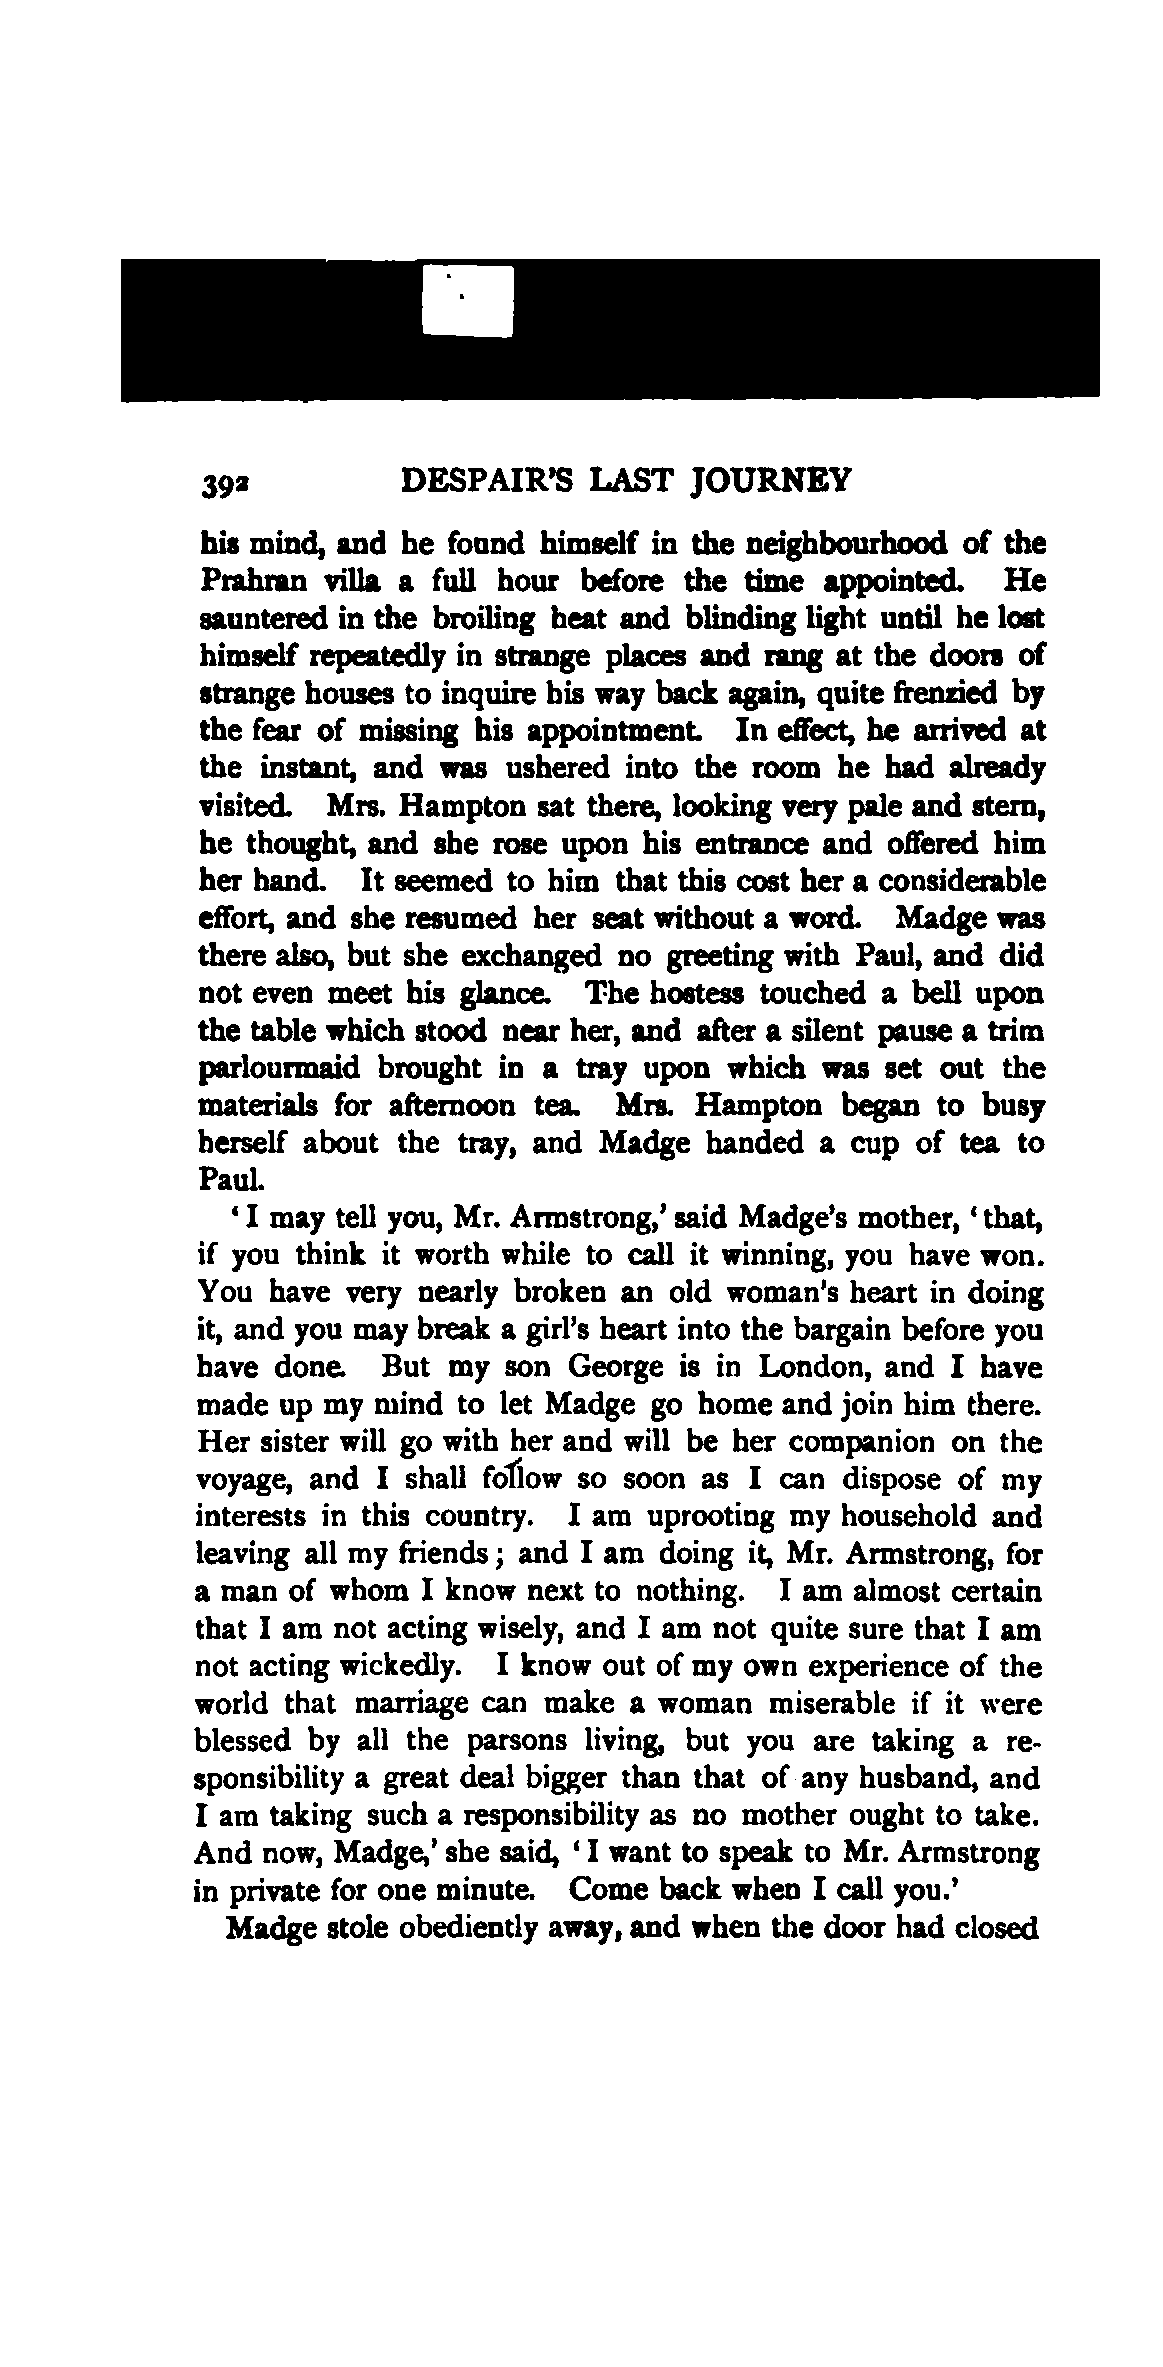 392 DESPAIR'S LAST JOURNEY
his mind, and he found himself in the neighbourhood of the
Prahran villa a full hour before the time appointed. He
sauntered in the broiling heat and blinding light until he lost
himself repeatedly in strange places and rang at the doors of
strange houses to inquire his way back again, quite frenzied by
the fear of missing his appointment. In effect, he arrived at
the instant, and was ushered into the room he had already
visited. Mrs. Hampton sat there, looking very pale and stern,
he thought, and she rose upon his entrance and offered him
her hand. It seemed to him that this cost her a considerable
effort, and she resumed her seat without a word. Madge was
there also, but she exchanged no greeting with Paul, and did
not even meet his glance. The hostess touched a bell upon
the table which stood near her, and after a silent pause a trim
parlourmaid brought in a tray upon which was set out the
materials for afternoon tea. Mrs. Hampton began to busy
herself about the tray, and Madge handed a cup of tea to
Paul.
‘I may tell you, Mr. Armstrong,’ said Madge's mother, ‘that,
if you think it worth while to call it winning, you have won.
You have very nearly broken an old woman's heart in doing
it, and you may break a girl's heart into the bargain before you
have done. But my son George is in London, and I have
made up my mind to let Madge go home and join him there.
Her sister will go with her and will be her companion on the
voyage, and I shall follow so soon as I can dispose of my
interests in this country. I am uprooting my household and
leaving all my friends; and I am doing it, Mr. Armstrong, for
a man of whom I know next to nothing. I am almost certain
that I am not acting wisely, and I am not quite sure that I am
not acting wickedly. I know out of my own experience of the
world that marriage can make a woman miserable if it were
blessed by all the parsons living, but you are taking a re-
sponsibility a great deal bigger than that of any husband, and
I am taking such a responsibility as no mother ought to take.
And now, Madge,’ she said, ‘I want to speak to Mr. Armstrong
in private for one minute. Come back when I call you.’
Madge stole obediently away, and when the door had closed